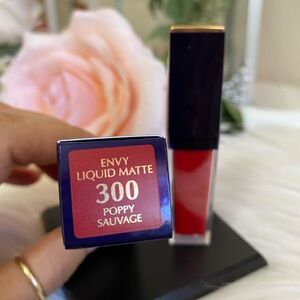 ENVY
LIQUID MATTE
300
POPPY
SAUVAGE